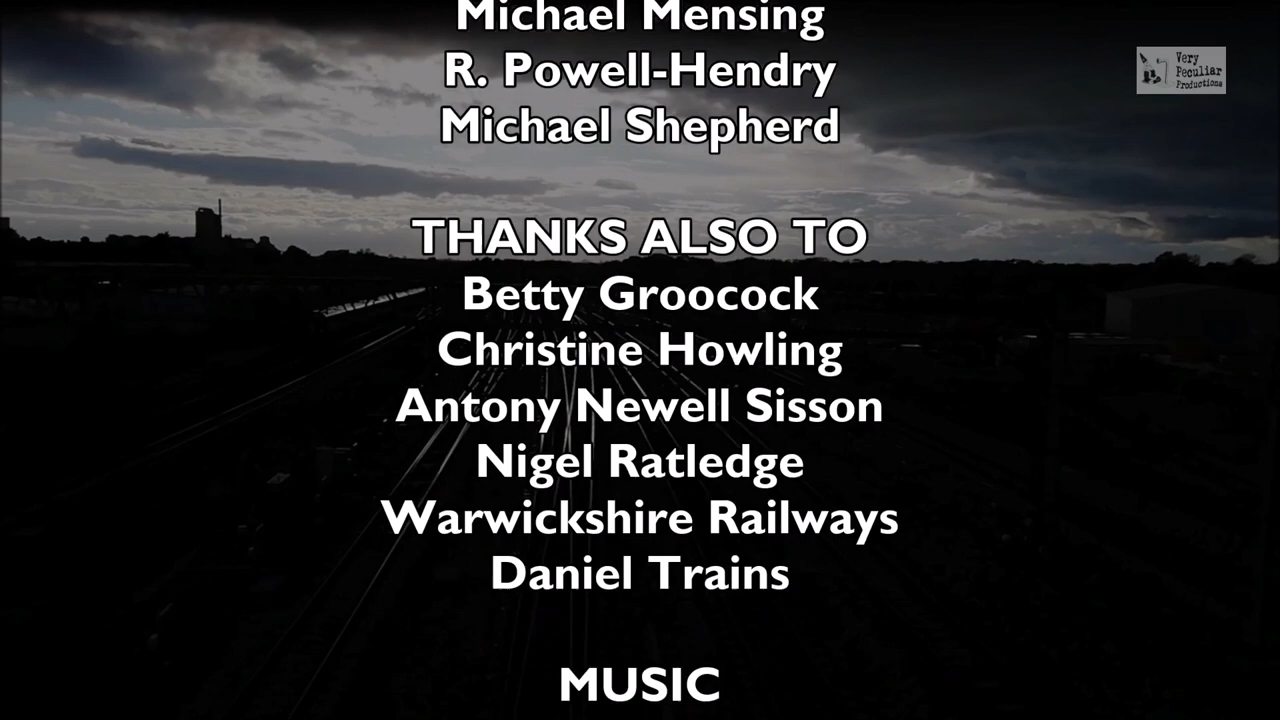 Michael Mensing
R. Powell-Hendry
Michael Shepherd
Very
Peculiar
Productions
THANKS ALSO TO
Betty Groocock
Christine Howling
Antony Newell Sisson
Nigel Ratledge
Warwickshire Railways
Daniel Trains
MUSIC